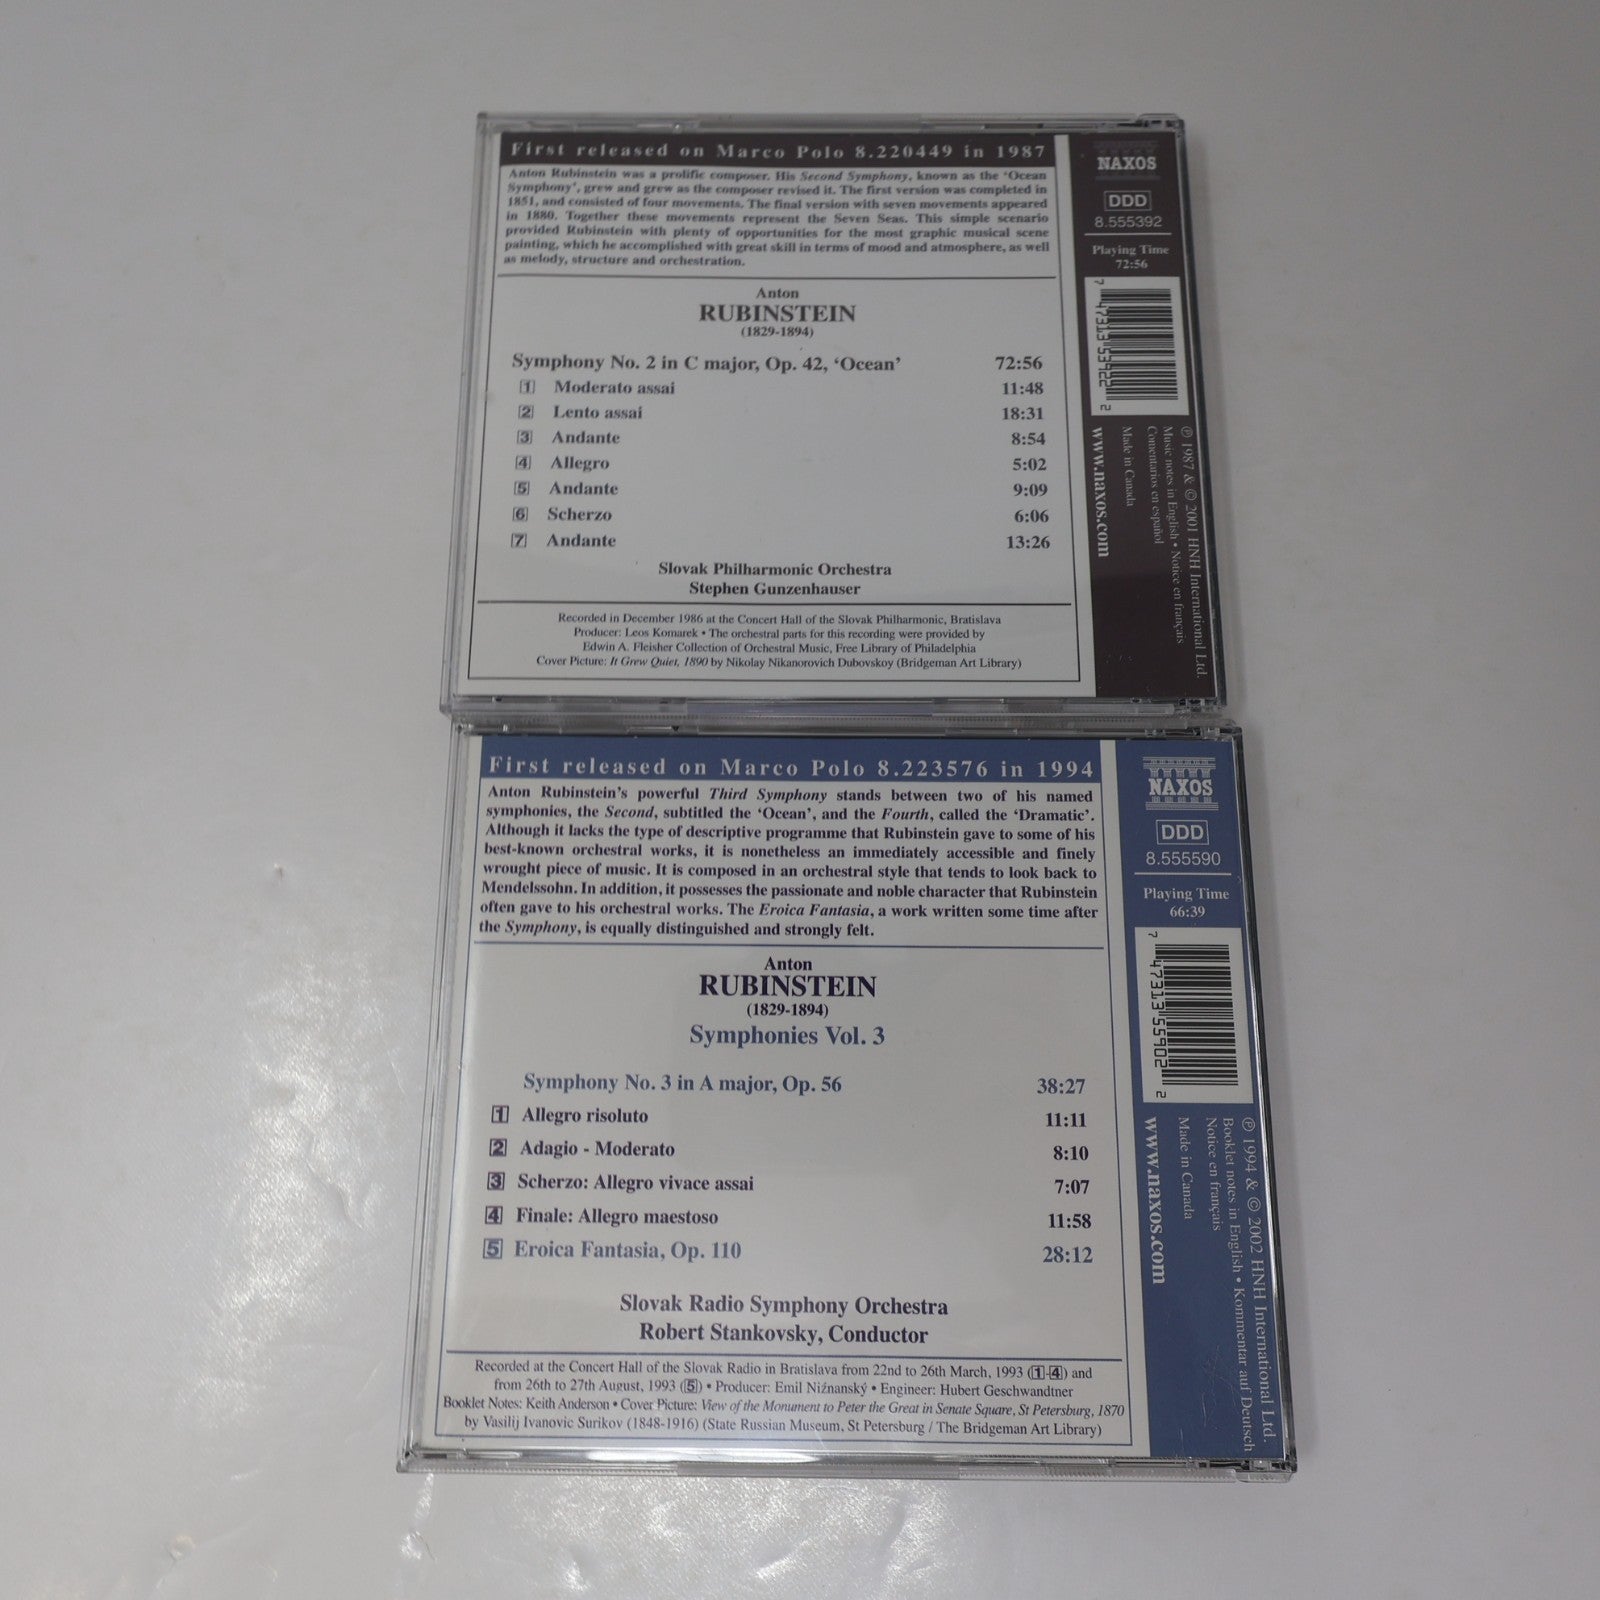 First released on Marco Polo 8.220449 in 1987
Anton Rubinstein was a prolific composer. His Second Symphony, known as the ‘Ocean
Symphony’, grew and grew as the composer revised it. The first version was completed in
1851, and consisted of four movements. The final version with seven movements appeared
in 1880. Together these movements represent the Seven Seas. This simple scenario
provided Rubinstein with plenty of opportunities for the most graphic musical scene
painting, which he accomplished with great skill in terms of mood and atmosphere, as well
as melody, structure and orchestration.
Anton
RUBINSTEIN
(1829-1894)
Symphony No. 2 in C major, Op. 42, ‘Ocean’ 72:56
1 Moderato assai 11:48
2 Lento assai 18:31
3 Andante 8:54
4 Allegro 5:02
5 Andante 9:09
6 Scherzo 6:06
7 Andante 13:26
Slovak Philharmonic Orchestra
Stephen Gunzenhauser
Recorded in December 1986 at the Concert Hall of the Slovak Philharmonic, Bratislava
Producer: Leos Komarek • The orchestral parts for this recording were provided by
Edwin A. Fleisher Collection of Orchestral Music, Free Library of Philadelphia
Cover Picture: It Grew Quiet, 1890 by Nikolay Nikanorovich Dubovskoy (Bridgeman Art Library)
NAXOS
DDD
8.555392
Playing Time
72:56
7 47313 53922 2
℗ 1987 & © 2001 HNH International Ltd.
Music notes in English • Notice en français
Comentarios en español
Made in Canada
www.naxos.com
First released on Marco Polo 8.223576 in 1994
Anton Rubinstein’s powerful Third Symphony stands between two of his named
symphonies, the Second, subtitled the ‘Ocean’, and the Fourth, called the ‘Dramatic’.
Although it lacks the type of descriptive programme that Rubinstein gave to some of his
best-known orchestral works, it is nonetheless an immediately accessible and finely
wrought piece of music. It is composed in an orchestral style that tends to look back to
Mendelssohn. In addition, it possesses the passionate and noble character that Rubinstein
often gave to his orchestral works. The Eroica Fantasia, a work written some time after
the Symphony, is equally distinguished and strongly felt.
Anton
RUBINSTEIN
(1829-1894)
Symphonies Vol. 3
Symphony No. 3 in A major, Op. 56 38:27
1 Allegro risoluto 11:11
2 Adagio - Moderato 8:10
3 Scherzo: Allegro vivace assai 7:07
4 Finale: Allegro maestoso 11:58
5 Eroica Fantasia, Op. 110 28:12
Slovak Radio Symphony Orchestra
Robert Stankovsky, Conductor
Recorded at the Concert Hall of the Slovak Radio in Bratislava from 22nd to 26th March, 1993 (1-4) and
from 26th to 27th August, 1993 (5) • Producer: Emil Nižnanský • Engineer: Hubert Geschwandtner
Booklet Notes: Keith Anderson • Cover Picture: View of the Monument to Peter the Great in Senate Square, St Petersburg, 1870
by Vasilij Ivanovic Surikov (1848-1916) (State Russian Museum, St Petersburg / The Bridgeman Art Library)
NAXOS
DDD
8.555590
Playing Time
66:39
7 47313 55902 2
℗ 1994 & © 2002 HNH International Ltd.
Booklet notes in English • Kommentar auf Deutsch
Notice en français
Made in Canada
www.naxos.com